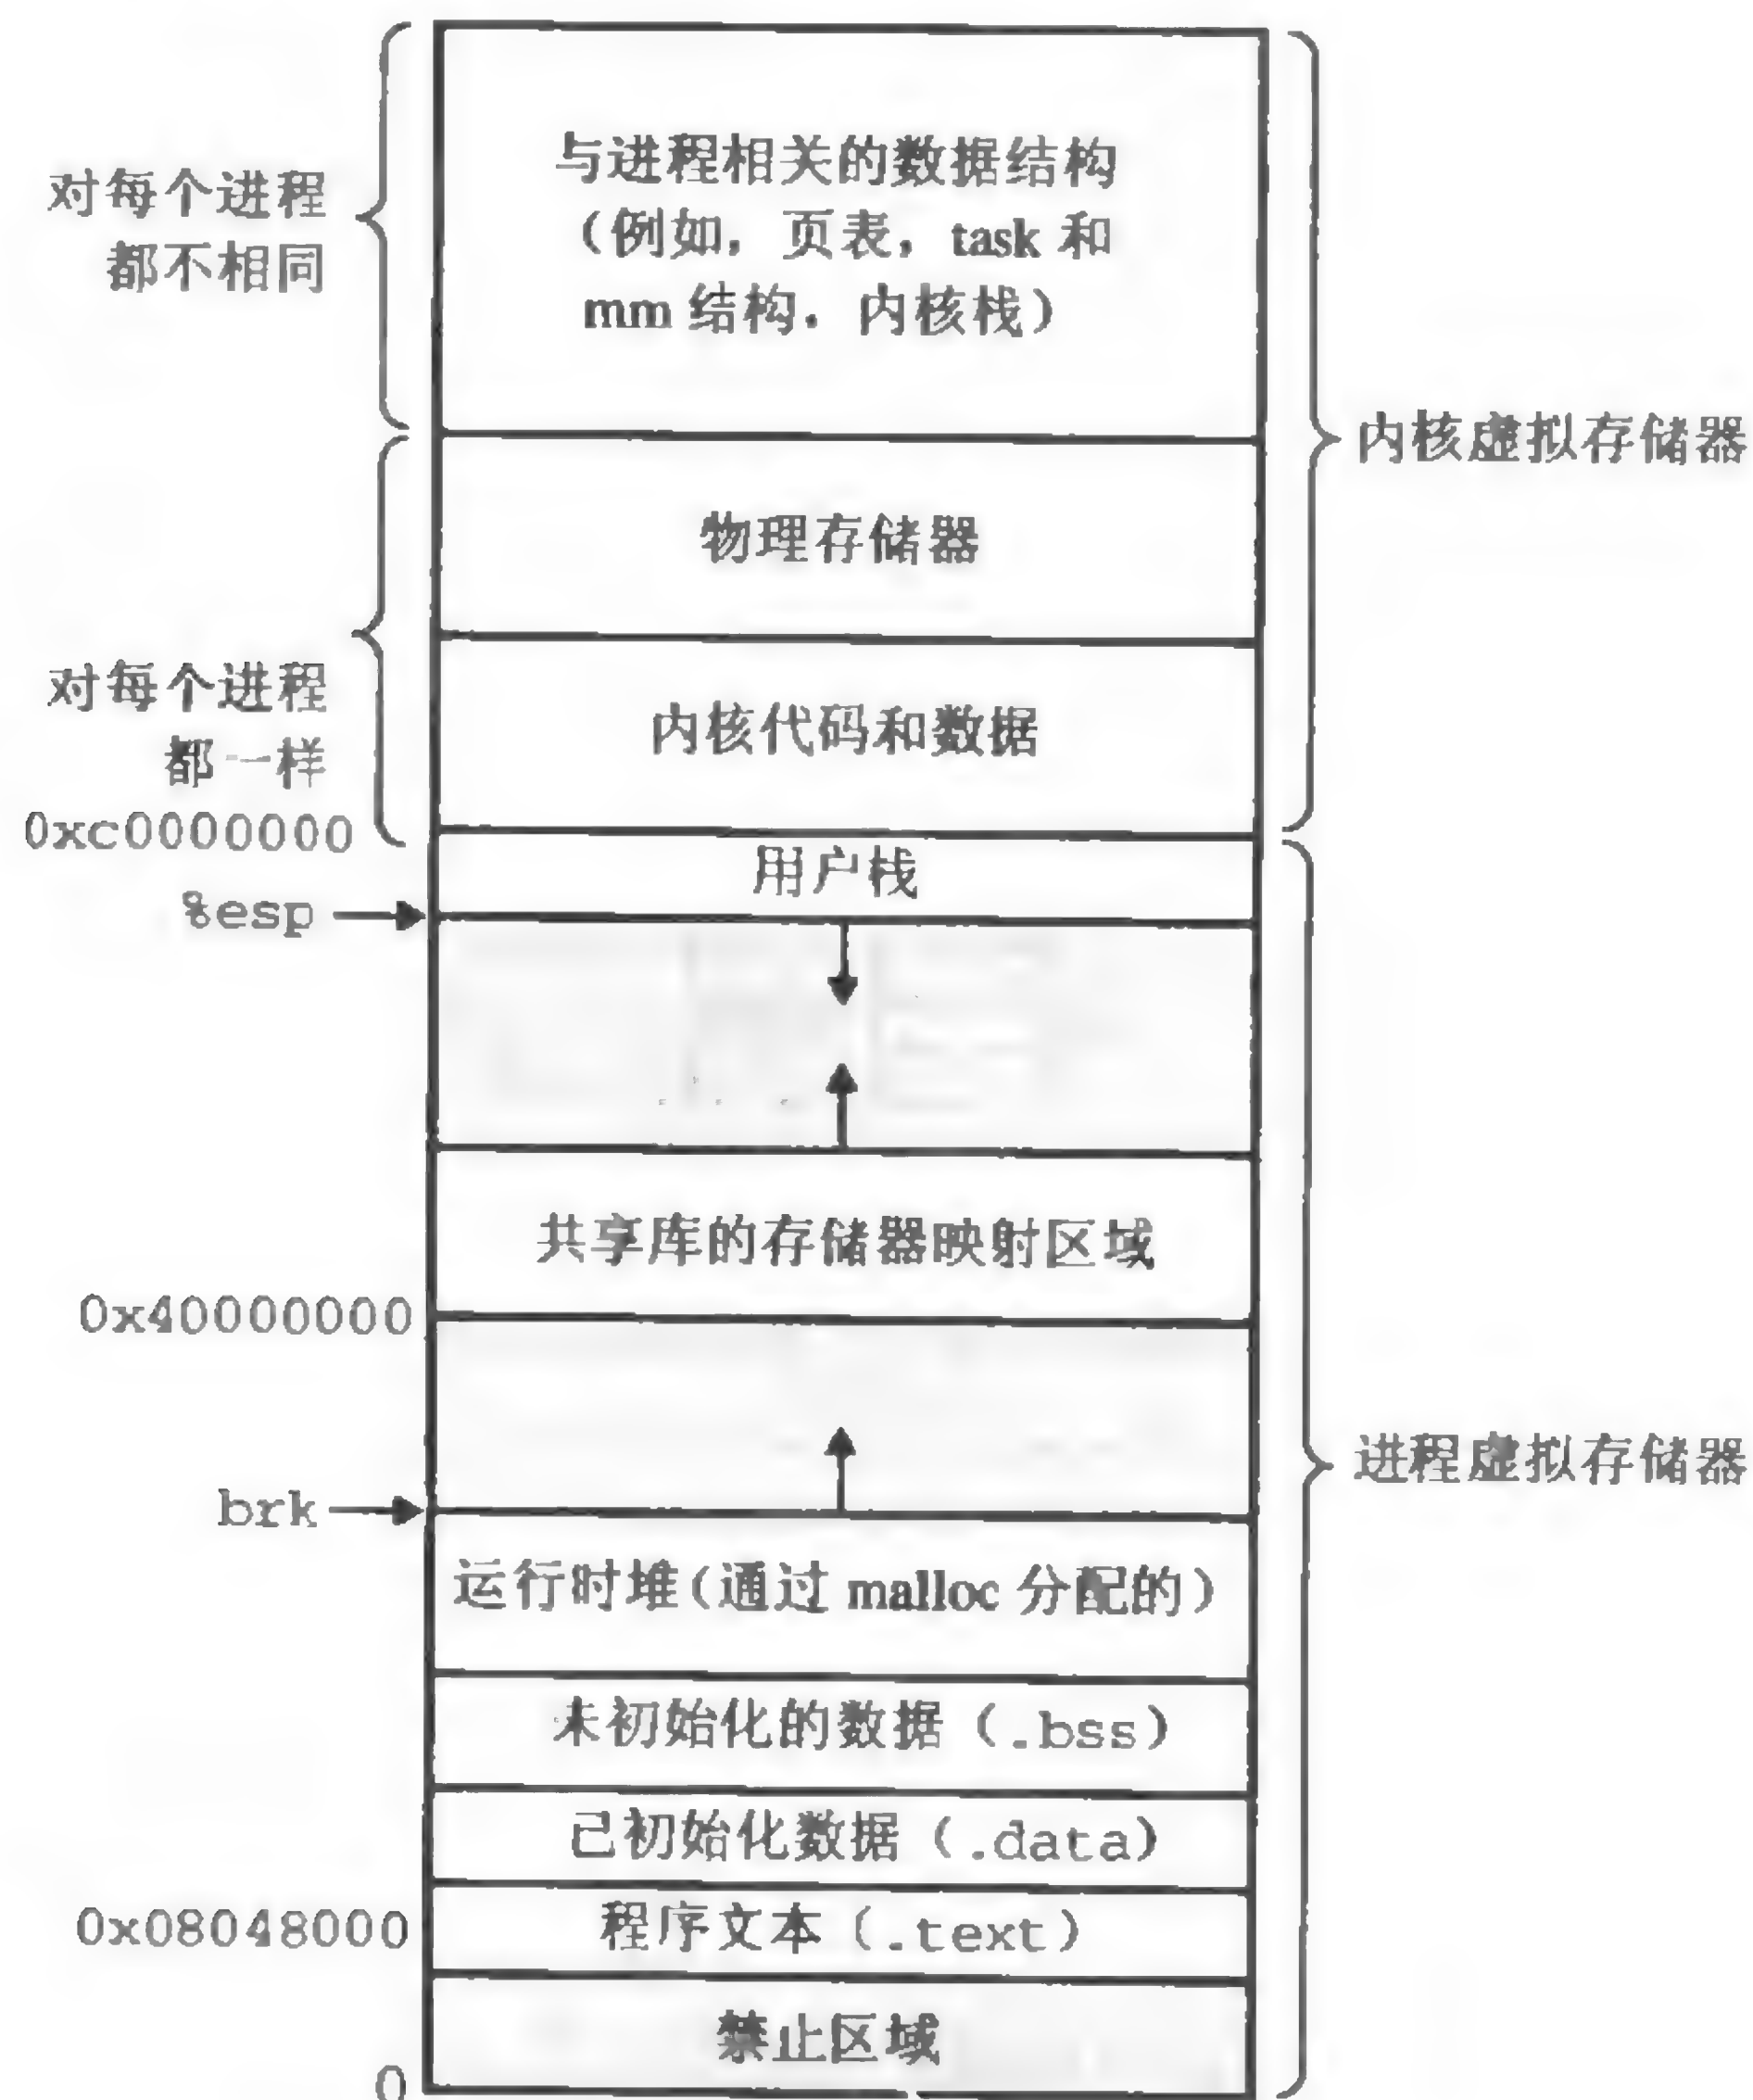 与进程相关的数据结构
(例如，页表，task 和
mm 结构，内核栈)
对每个进程
都不相同
内核虚拟存储器
物理存储器
对每个进程
都一样
内核代码和数据
0xc0000000
用户栈
%esp
共享库的存储器映射区域
0x40000000
进程虚拟存储器
brk
运行时堆(通过 malloc 分配的)
未初始化的数据 (.bss)
已初始化数据 (.data)
0x08048000
程序文本 (.text)
禁止区域
0